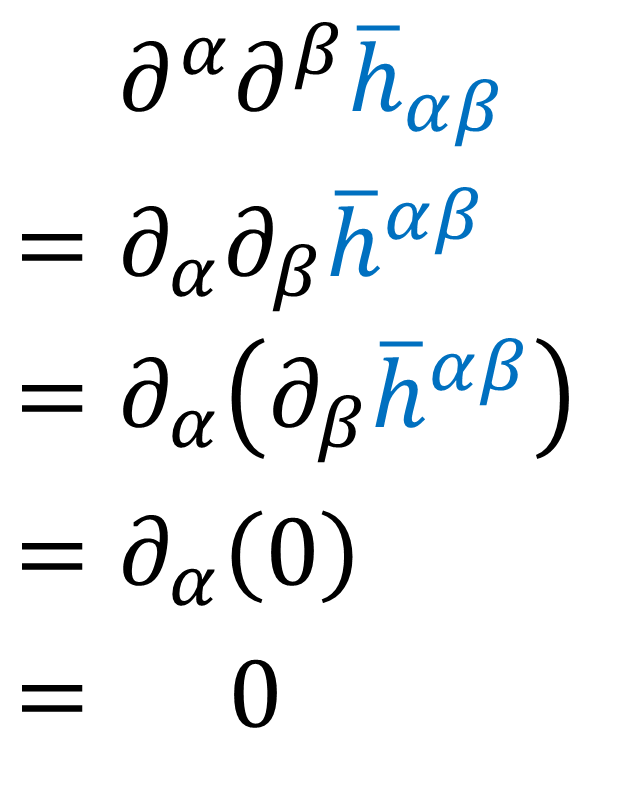 ∂^α ∂^β h̄_αβ
= ∂_α ∂_β h̄^αβ
= ∂_α (∂_β h̄^αβ)
= ∂_α (0)
= 0